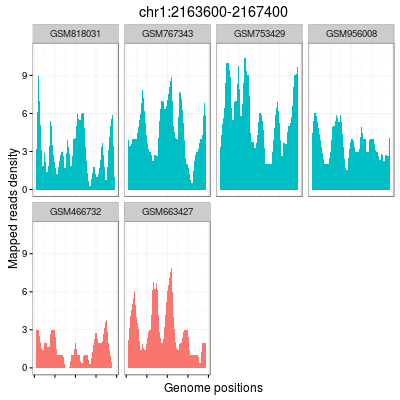 chr1:2163600-2167400
GSM818031 GSM767343 GSM753429 GSM956008
9
6
3
0
GSM466732 GSM663427
9
6
3
0
Mapped reads density
Genome positions